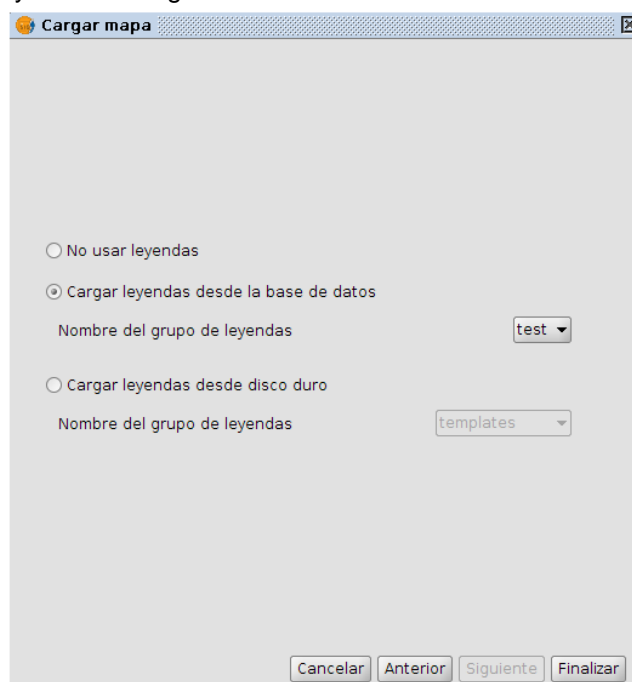 Cargar mapa
No usar leyendas
Cargar leyendas desde la base de datos
Nombre del grupo de leyendas test
Cargar leyendas desde disco duro
Nombre del grupo de leyendas templates
Cancelar Anterior Siguiente Finalizar